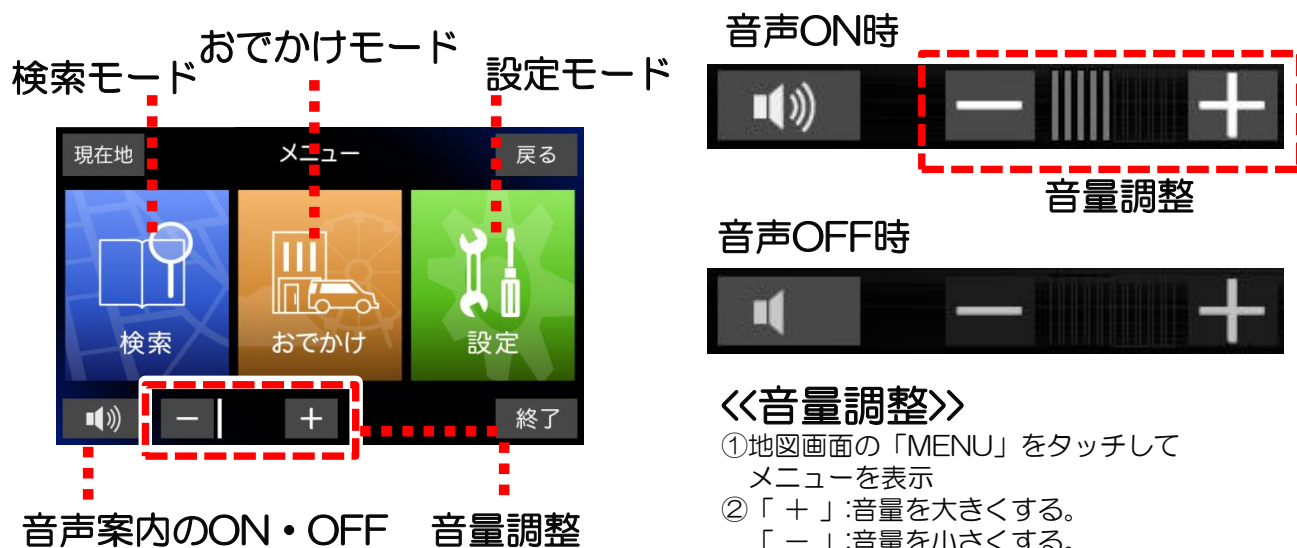 検索モード
おでかけモード
設定モード
現在地
メニュー
戻る
検索
おでかけ
設定
終了
音声案内のON・OFF
音量調整
音声ON時
音量調整
音声OFF時
<<音量調整>>
①地図画面の「MENU」をタッチして
メニューを表示
②「 ＋ 」:音量を大きくする。
「 － 」:音量を小さくする。